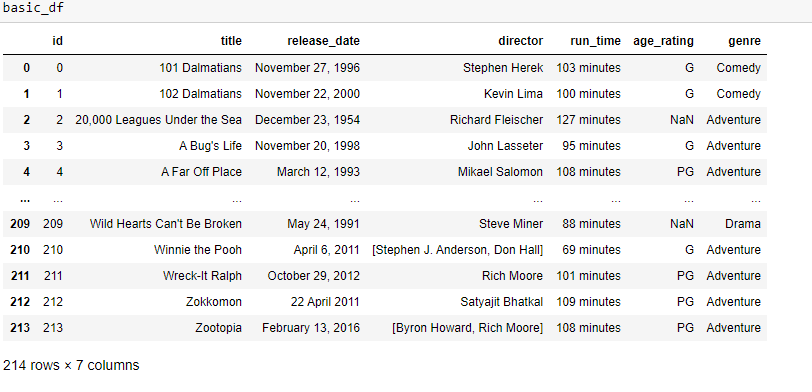 basic_df
id title release_date director run_time age_rating genre
0 0 101 Dalmatians November 27, 1996 Stephen Herek 103 minutes G Comedy
1 1 102 Dalmatians November 22, 2000 Kevin Lima 100 minutes G Comedy
2 2 20,000 Leagues Under the Sea December 23, 1954 Richard Fleischer 127 minutes NaN Adventure
3 3 A Bug's Life November 20, 1998 John Lasseter 95 minutes G Adventure
4 4 A Far Off Place March 12, 1993 Mikael Salomon 108 minutes PG Adventure
... ... ... ... ... ... ... ...
209 209 Wild Hearts Can't Be Broken May 24, 1991 Steve Miner 88 minutes NaN Drama
210 210 Winnie the Pooh April 6, 2011 [Stephen J. Anderson, Don Hall] 69 minutes G Adventure
211 211 Wreck-It Ralph October 29, 2012 Rich Moore 101 minutes PG Adventure
212 212 Zokkomon 22 April 2011 Satyajit Bhatkal 109 minutes PG Adventure
213 213 Zootopia February 13, 2016 [Byron Howard, Rich Moore] 108 minutes PG Adventure
214 rows × 7 columns